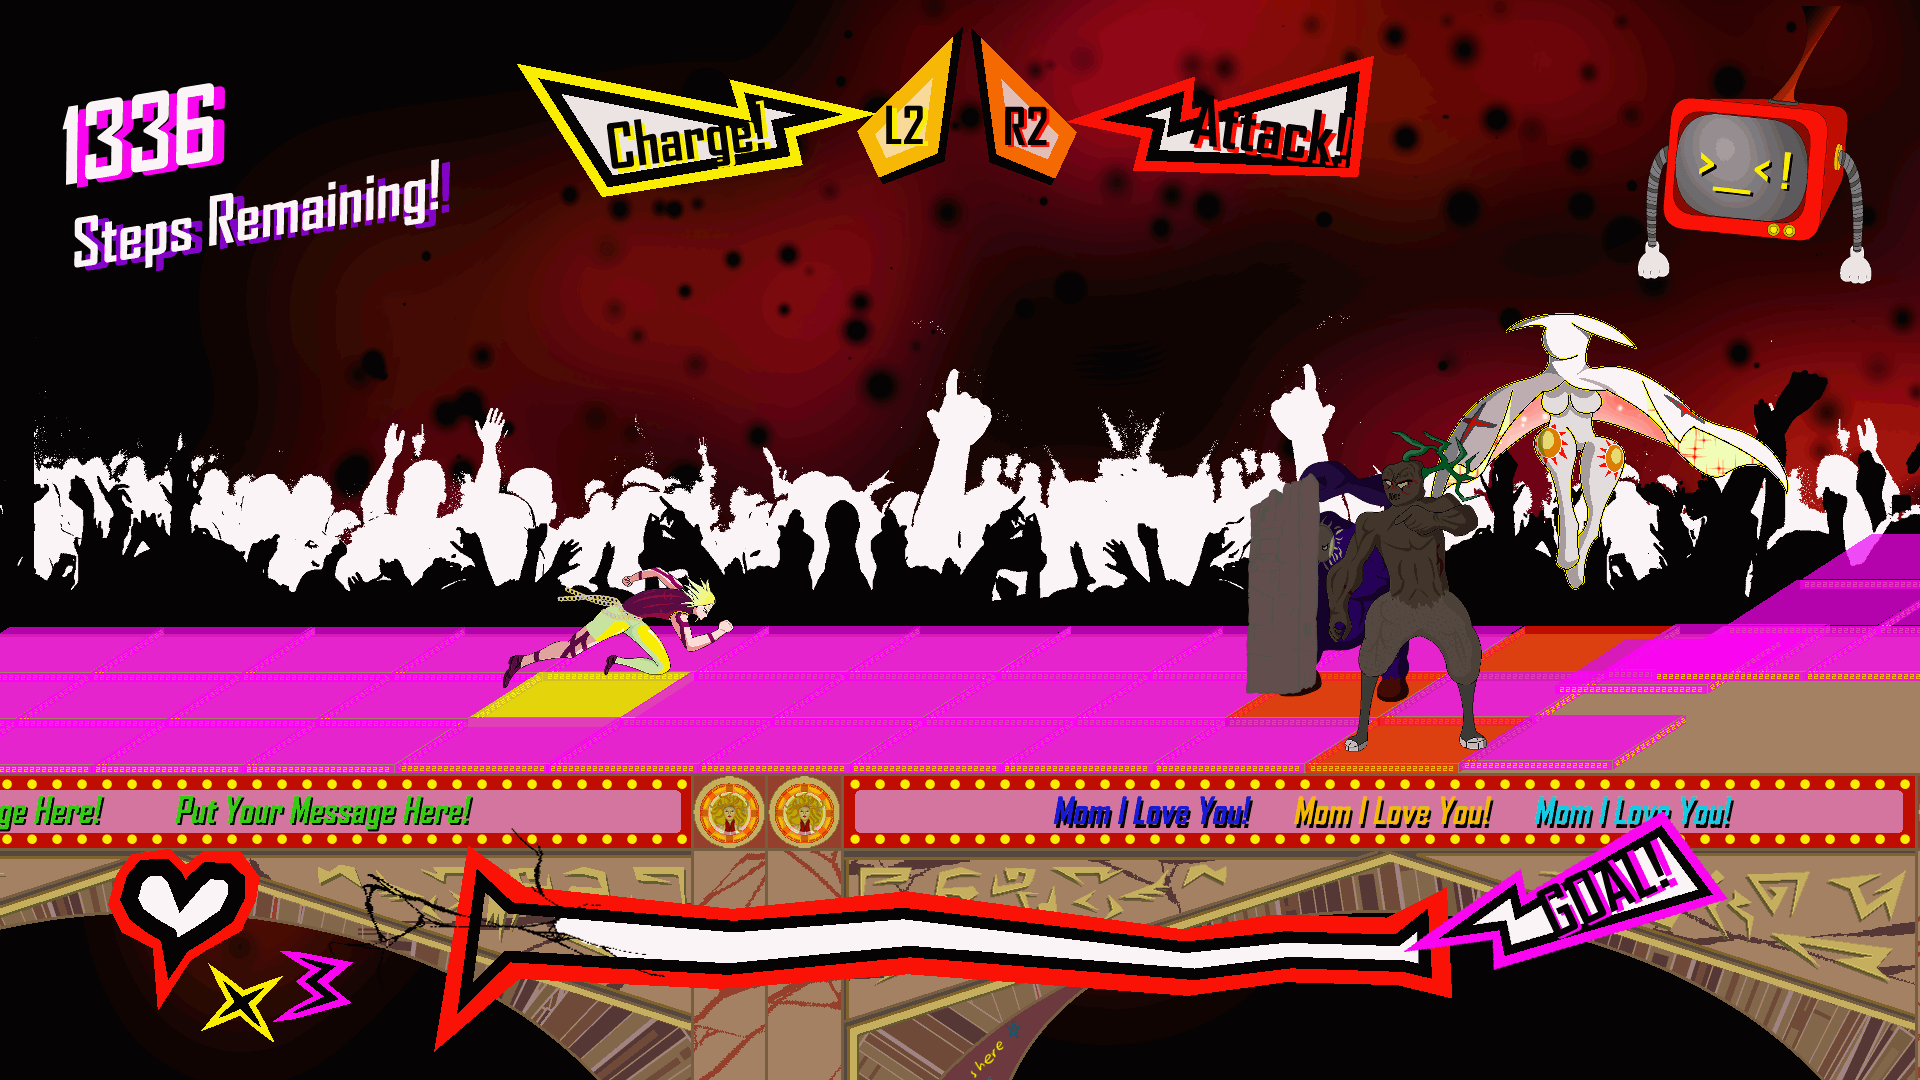 1336
Steps Remaining!
Charge!
L2
R2
Attack!
>_<!
ge Here!
Put Your Message Here!
Mom I Love You!
Mom I Love You!
Mom I Love You!
GOAL!
s here